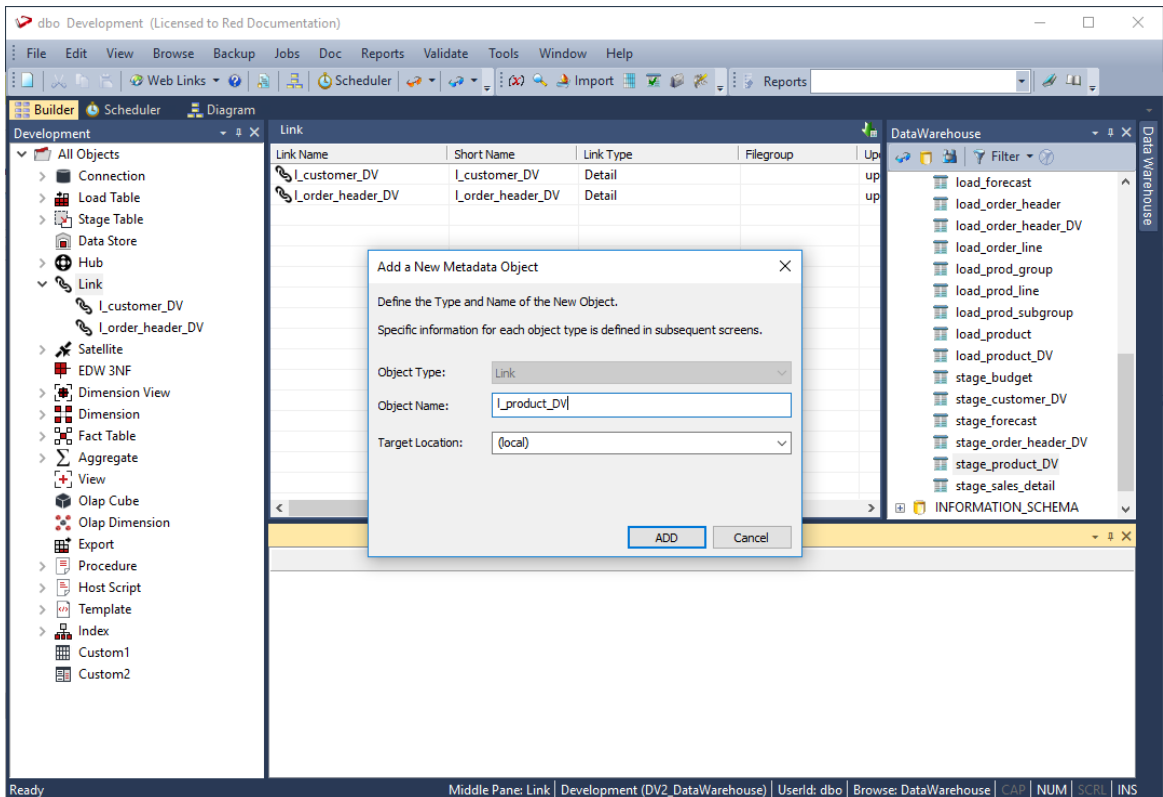 dbo Development (Licensed to Red Documentation)
File Edit View Browse Backup Jobs Doc Reports Validate Tools Window Help
Web Links Scheduler Import Reports
Builder Scheduler Diagram
Development
All Objects
Connection
Load Table
Stage Table
Data Store
Hub
Link
l_customer_DV
l_order_header_DV
Satellite
EDW 3NF
Dimension View
Dimension
Fact Table
Aggregate
View
Olap Cube
Olap Dimension
Export
Procedure
Host Script
Template
Index
Custom1
Custom2
Link
Link Name Short Name Link Type Filegroup
l_customer_DV l_customer_DV Detail up
l_order_header_DV l_order_header_DV Detail up
Add a New Metadata Object
Define the Type and Name of the New Object.
Specific information for each object type is defined in subsequent screens.
Object Type: Link
Object Name: l_product_DV
Target Location: (local)
ADD Cancel
DataWarehouse
Filter
load_forecast
load_order_header
load_order_header_DV
load_order_line
load_prod_group
load_prod_line
load_prod_subgroup
load_product
load_product_DV
stage_budget
stage_customer_DV
stage_forecast
stage_order_header_DV
stage_product_DV
stage_sales_detail
INFORMATION_SCHEMA
Data Warehouse
Ready Middle Pane: Link Development (DV2_DataWarehouse) UserId: dbo Browse: DataWarehouse CAP NUM SCRL INS